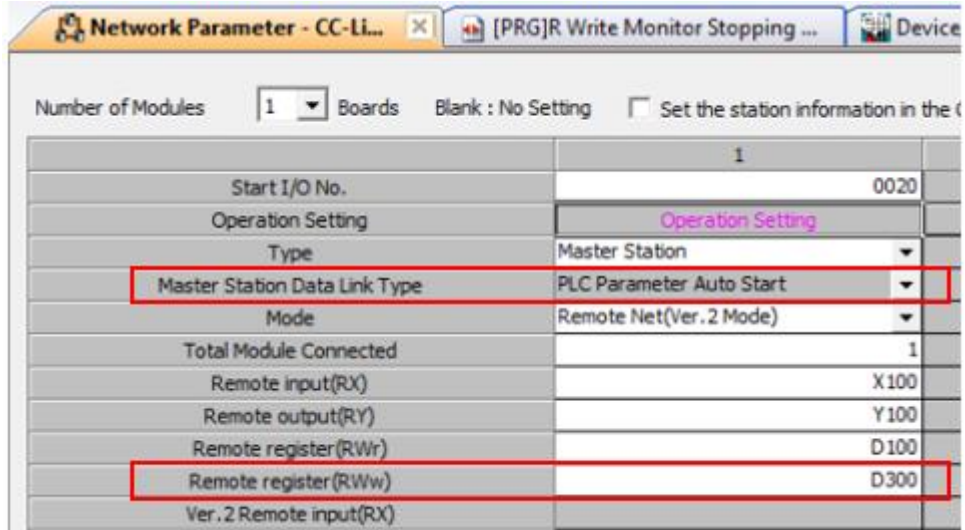 Network Parameter - CC-Li... [PRG]R Write Monitor Stopping ... Device
Number of Modules 1 Boards Blank : No Setting Set the station information in the
1
Start I/O No. 0020
Operation Setting Operation Setting
Type Master Station
Master Station Data Link Type PLC Parameter Auto Start
Mode Remote Net(Ver.2 Mode)
Total Module Connected 1
Remote input(RX) X100
Remote output(RY) Y100
Remote register(RWr) D100
Remote register(RWw) D300
Ver.2 Remote input(RX)